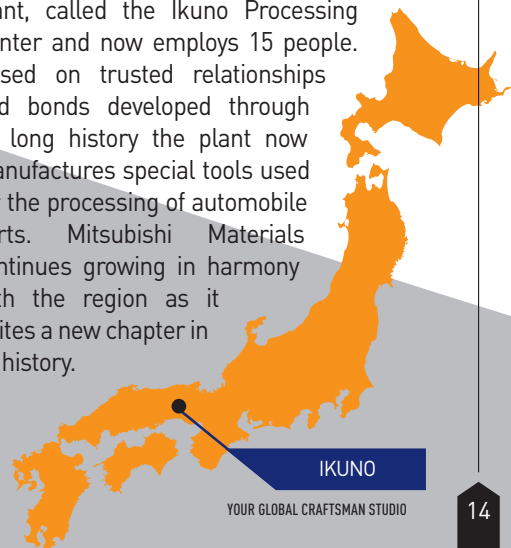 ant, called the Ikuno Processing
nter and now employs 15 people.
sed on trusted relationships
d bonds developed through
long history the plant now
anufactures special tools used
the processing of automobile
rts. Mitsubishi Materials
ntinues growing in harmony
th the region as it
ites a new chapter in
history.
IKUNO
YOUR GLOBAL CRAFTSMAN STUDIO
14